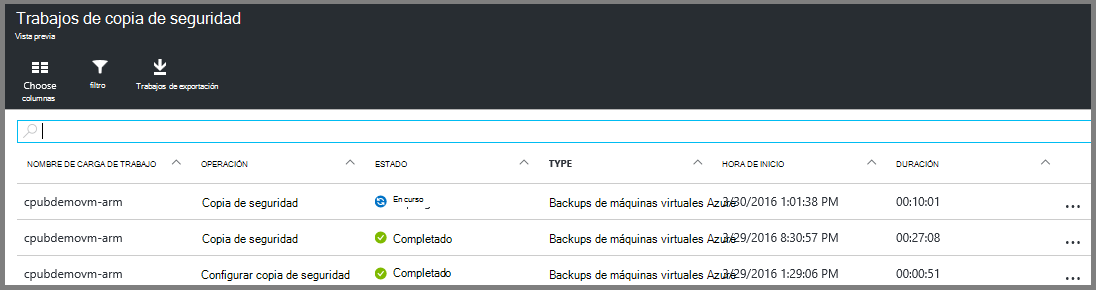 Trabajos de copia de seguridad
Vista previa
Choose columnas
filtro
Trabajos de exportación
NOMBRE DE CARGA DE TRABAJO OPERACIÓN ESTADO TYPE HORA DE INICIO DURACIÓN
cpubdemovm-arm Copia de seguridad En curso Backups de máquinas virtuales Azure 3/30/2016 1:01:38 PM 00:10:01 ...
cpubdemovm-arm Copia de seguridad Completado Backups de máquinas virtuales Azure 3/29/2016 8:30:57 PM 00:27:08 ...
cpubdemovm-arm Configurar copia de seguridad Completado Backups de máquinas virtuales Azure 3/29/2016 1:29:06 PM 00:00:51 ...